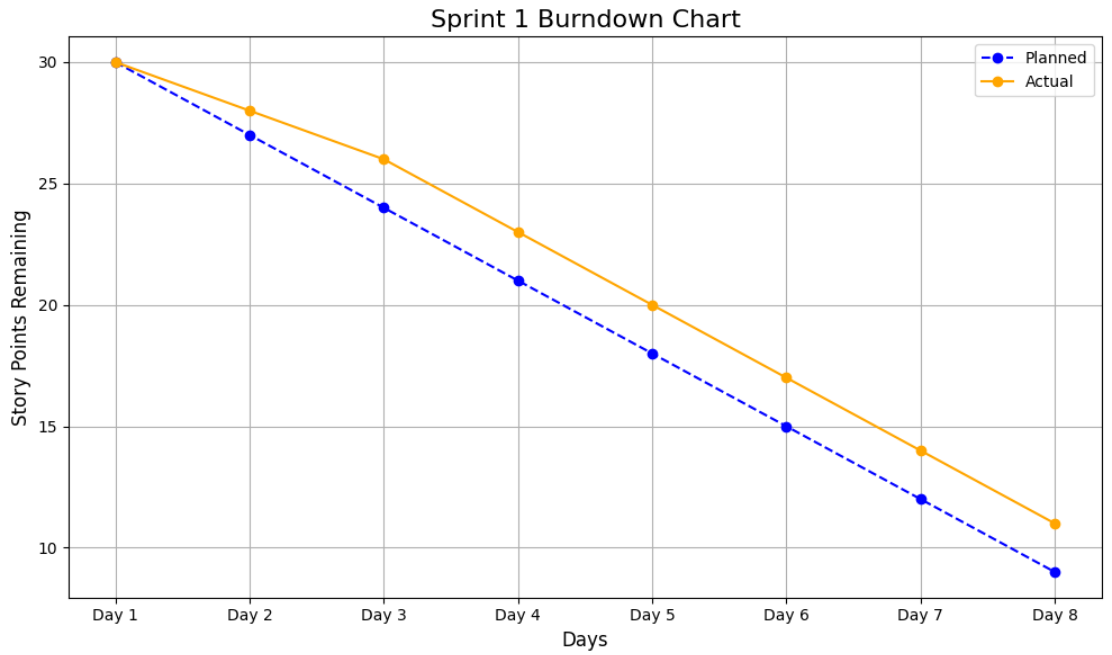 Sprint 1 Burndown Chart
Planned
Actual
Story Points Remaining
30
25
20
15
10
Day 1 Day 2 Day 3 Day 4 Day 5 Day 6 Day 7 Day 8
Days